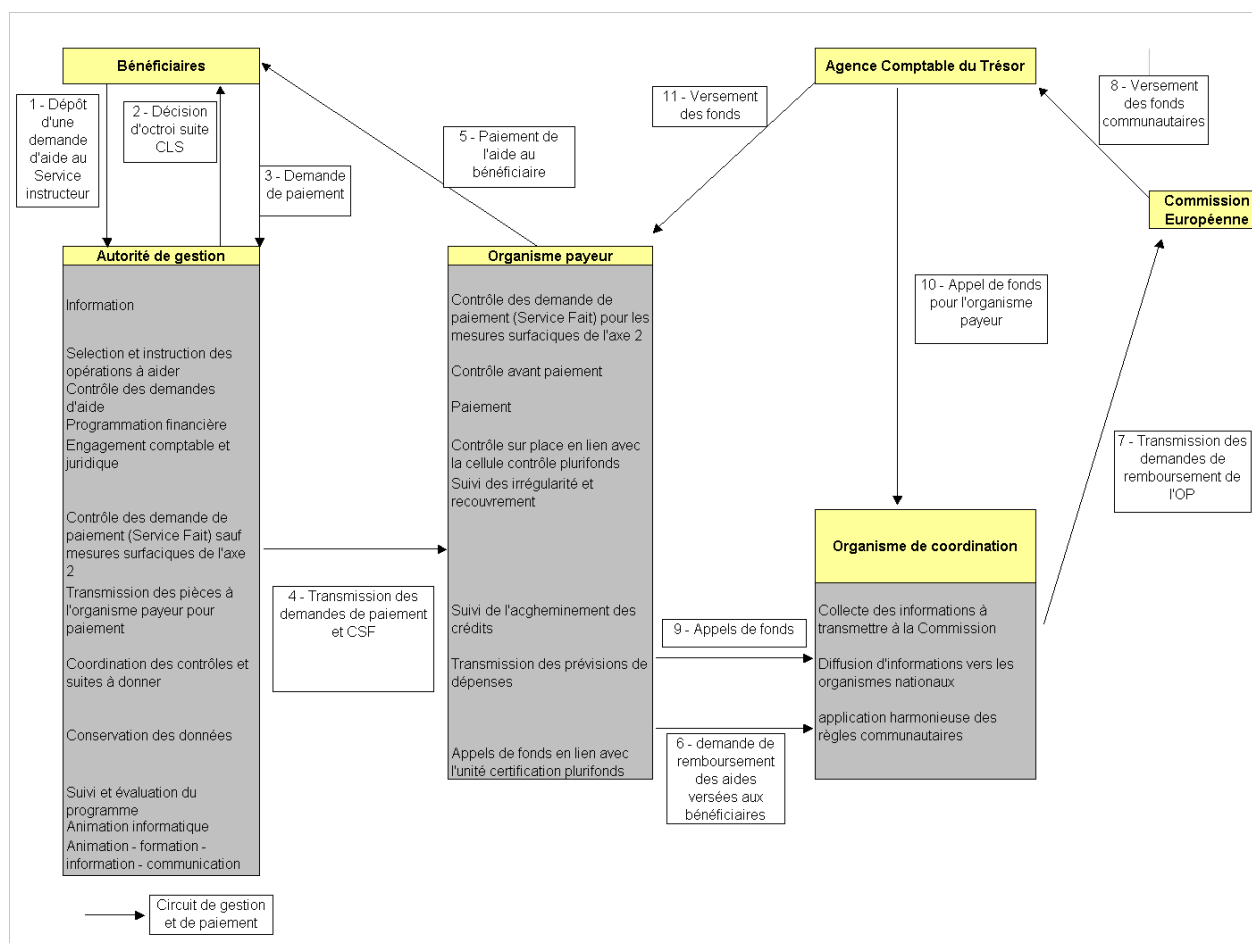 Bénéficiaires
Agence Comptable du Trésor
1 - Dépôt
d'une
demande
d'aide au
Service
instructeur
2 - Décision
d'octroi suite
CLS
3 - Demande
de paiement
5 - Paiement de
l'aide au
bénéficiaire
11 - Versement
des fonds
8 - Versement
des fonds
communautaires
Commission
Européenne
Autorité de gestion
Information
Selection et instruction des
opérations à aider
Contrôle des demandes
d'aide
Programmation financière
Engagement comptable et
juridique
Contrôle des demande de
paiement (Service Fait) sauf
mesures surfaciques de l'axe
2
Transmission des pièces à
l'organisme payeur pour
paiement
Coordination des contrôles et
suites à donner
Conservation des données
Suivi et évaluation du
programme
Animation informatique
Animation - formation -
information - communication
4 - Transmission des
demandes de paiement
et CSF
Organisme payeur
Contrôle des demande de
paiement (Service Fait) pour les
mesures surfaciques de l'axe 2
Contrôle avant paiement
Paiement
Contrôle sur place en lien avec
la cellule contrôle plurifonds
Suivi des irrégularité et
recouvrement
Suivi de l'acgheminement des
crédits
Transmission des prévisions de
dépenses
Appels de fonds en lien avec
l'unité certification plurifonds
10 - Appel de fonds
pour l'organisme
payeur
7 - Transmission des
demandes de
remboursement de
l'OP
9 - Appels de fonds
6 - demande de
remboursement
des aides
versées aux
bénéficiaires
Organisme de coordination
Collecte des informations à
transmettre à la Commission
Diffusion d'informations vers les
organismes nationaux
application harmonieuse des
règles communautaires
Circuit de gestion
et de paiement